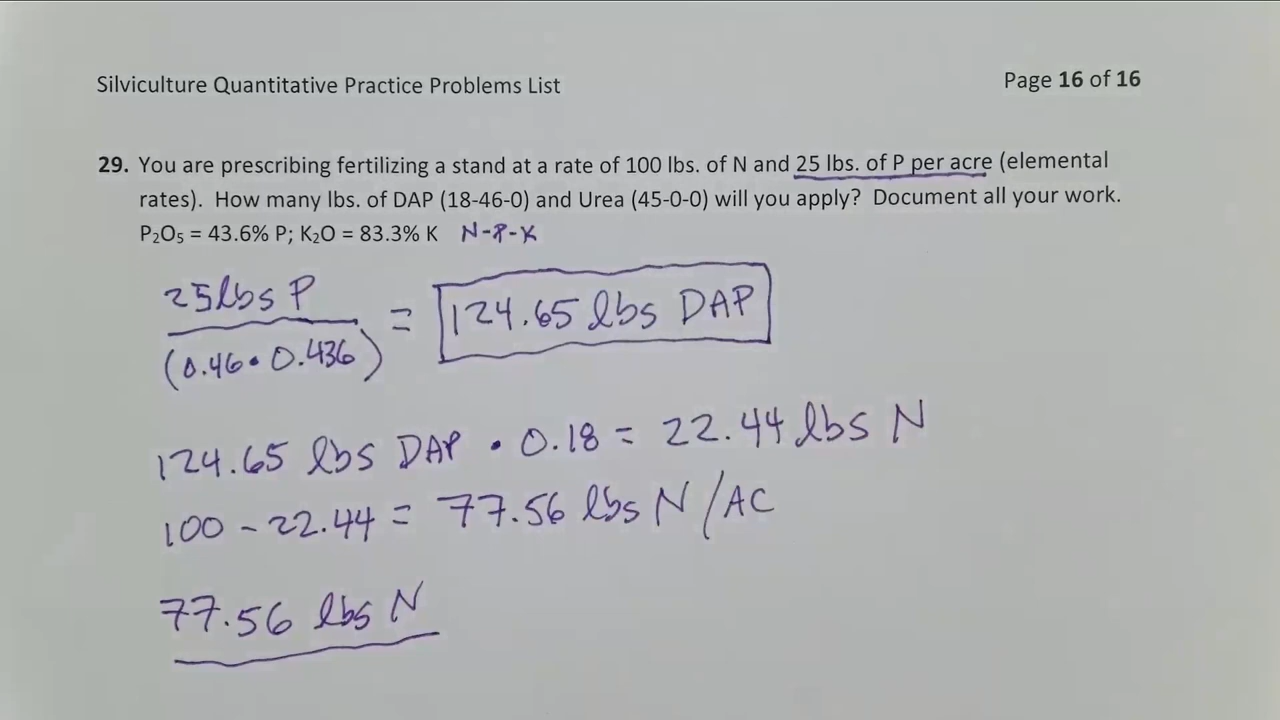 Silviculture Quantitative Practice Problems List
Page 16 of 16
29. You are prescribing fertilizing a stand at a rate of 100 lbs. of N and 25 lbs. of P per acre (elemental
rates). How many lbs. of DAP (18-46-0) and Urea (45-0-0) will you apply? Document all your work.
P₂O₅ = 43.6% P; K₂O = 83.3% K N-P-K
25 lbs P
(0.46 • 0.436) = 124.65 lbs DAP
124.65 lbs DAP • 0.18 = 22.44 lbs N
100 - 22.44 = 77.56 lbs N/AC
77.56 lbs N